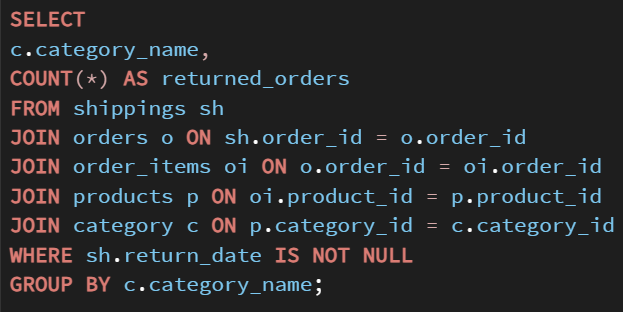 SELECT
c.category_name,
COUNT(*) AS returned_orders
FROM shippings sh
JOIN orders o ON sh.order_id = o.order_id
JOIN order_items oi ON o.order_id = oi.order_id
JOIN products p ON oi.product_id = p.product_id
JOIN category c ON p.category_id = c.category_id
WHERE sh.return_date IS NOT NULL
GROUP BY c.category_name;